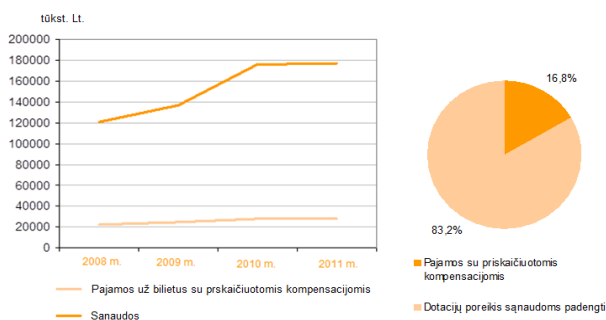 tūkst. Lt.
200000
180000
160000
140000
120000
100000
80000
60000
40000
20000
0
2008 m. 2009 m. 2010 m. 2011 m.
Pajamos už bilietus su prskaičiuotomis kompensacijomis
Sanaudos
16,8%
83,2%
Pajamos su priskaičiuotomis
kompensacijomis
Dotacijų poreikis sąnaudoms padengti